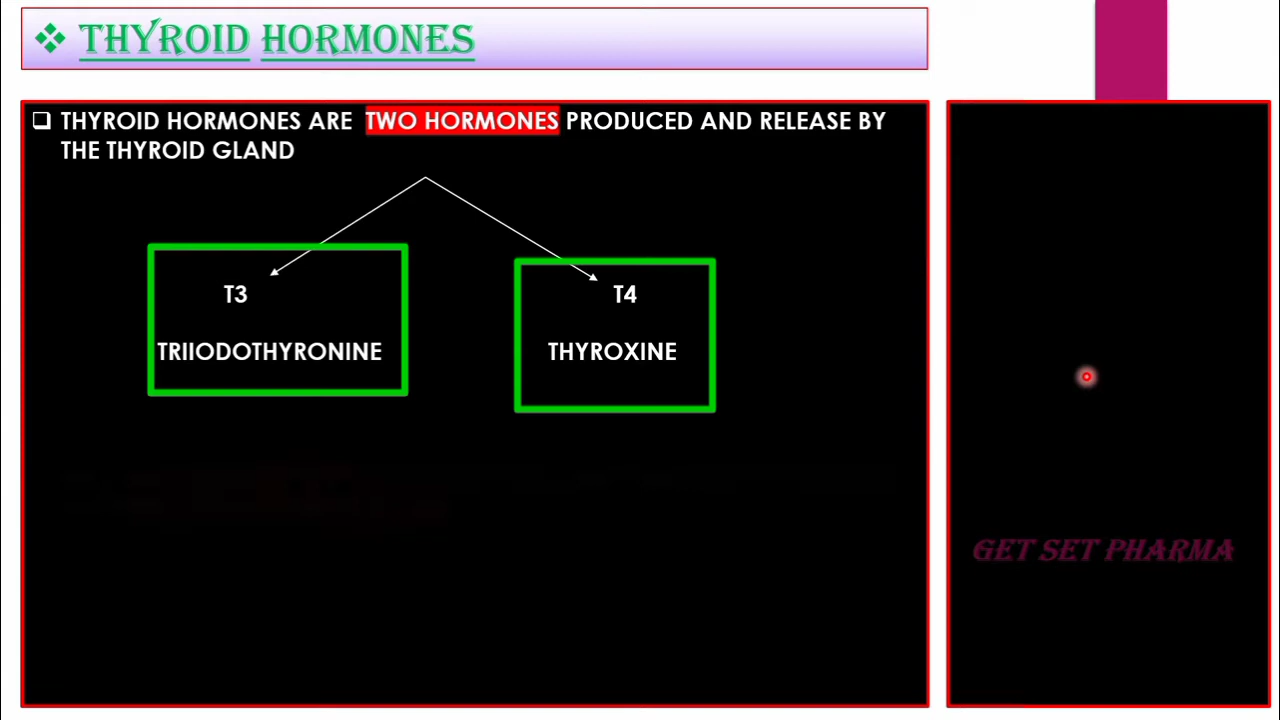 THYROID HORMONES
THYROID HORMONES ARE TWO HORMONES PRODUCED AND RELEASE BY
THE THYROID GLAND
T3
T4
TRIIODOTHYRONINE
THYROXINE
GET SET PHARMA